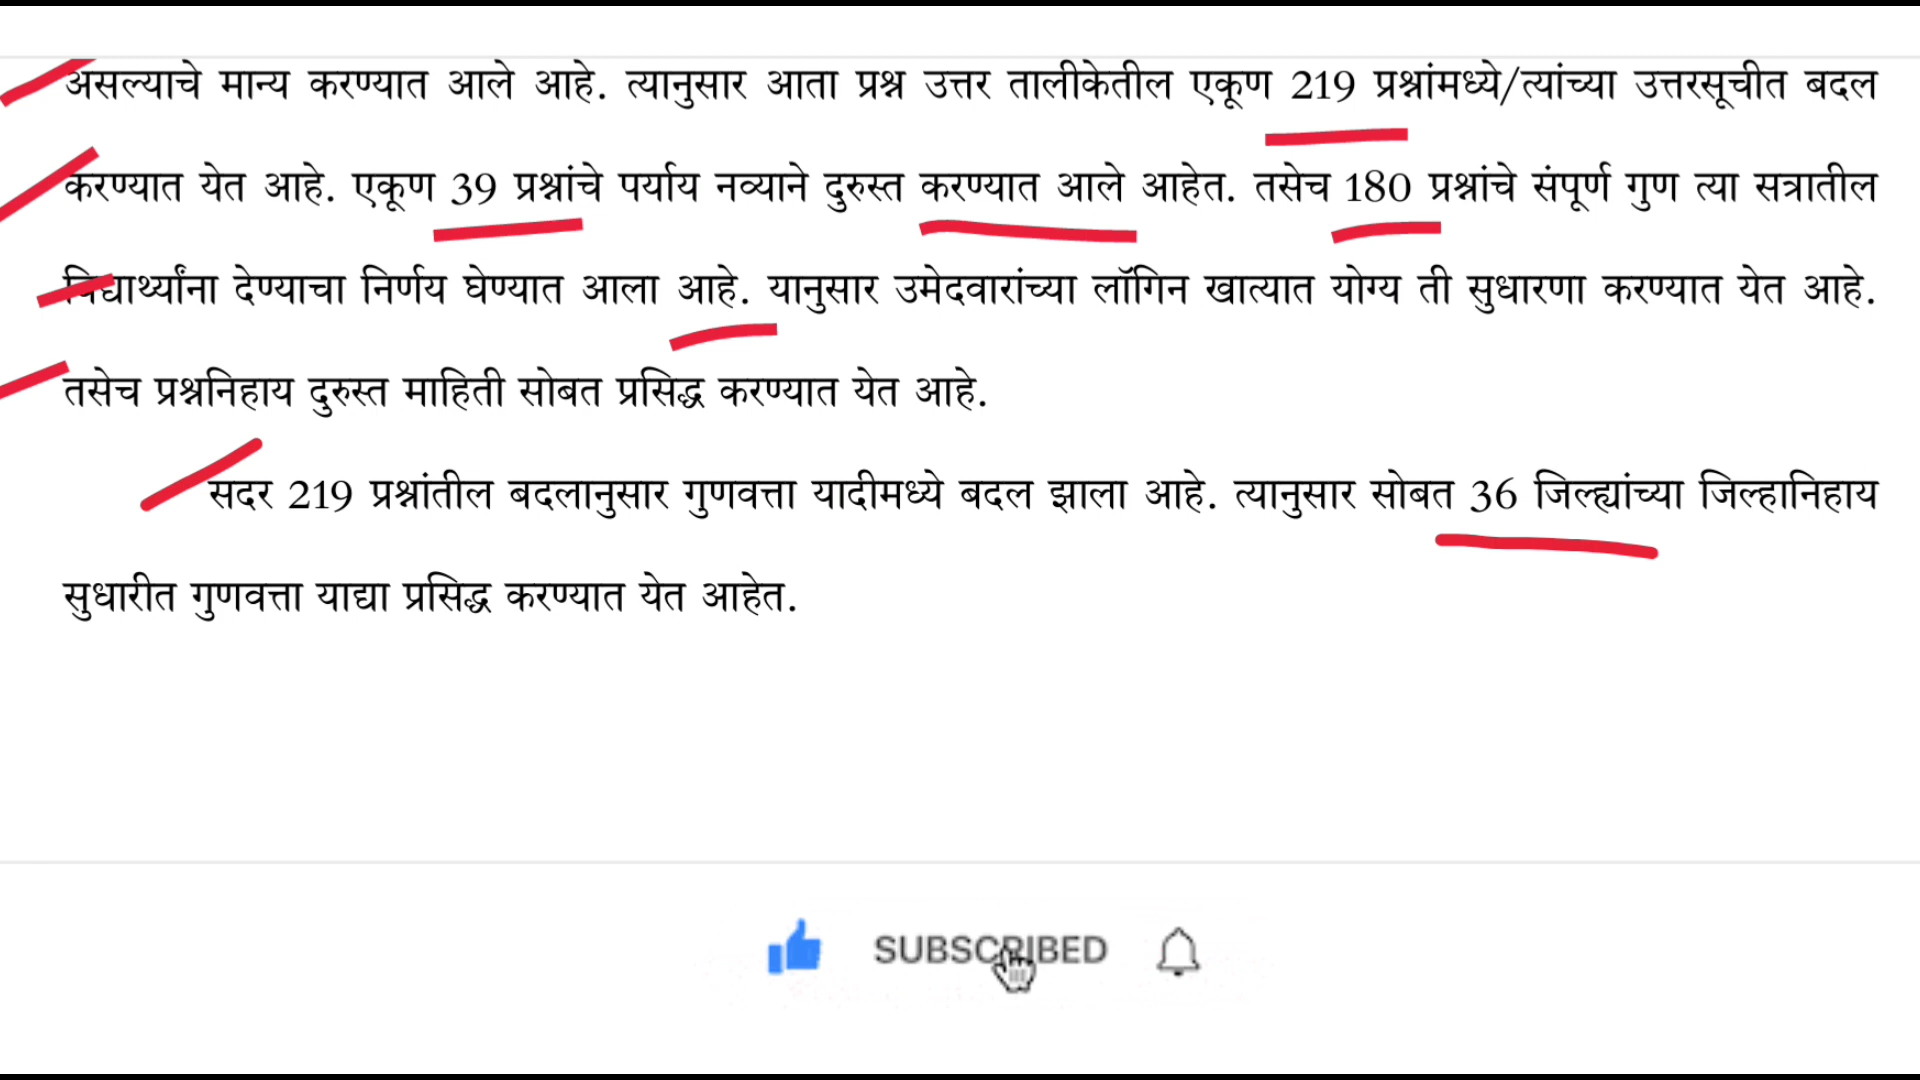 असल्याचे मान्य करण्यात आले आहे. त्यानुसार आता प्रश्न उत्तर तालीकेतील एकूण 219 प्रश्नांमध्ये/त्यांच्या उत्तरसूचीत बदल
करण्यात येत आहे. एकूण 39 प्रश्नांचे पर्याय नव्याने दुरुस्त करण्यात आले आहेत. तसेच 180 प्रश्नांचे संपूर्ण गुण त्या सत्रातील
विद्यार्थ्यांना देण्याचा निर्णय घेण्यात आला आहे. यानुसार उमेदवारांच्या लॉगिन खात्यात योग्य ती सुधारणा करण्यात येत आहे.
तसेच प्रश्ननिहाय दुरुस्त माहिती सोबत प्रसिद्ध करण्यात येत आहे.
सदर 219 प्रश्नांतील बदलानुसार गुणवत्ता यादीमध्ये बदल झाला आहे. त्यानुसार सोबत 36 जिल्ह्यांच्या जिल्हानिहाय
सुधारीत गुणवत्ता याद्या प्रसिद्ध करण्यात येत आहेत.
SUBSCRIBED